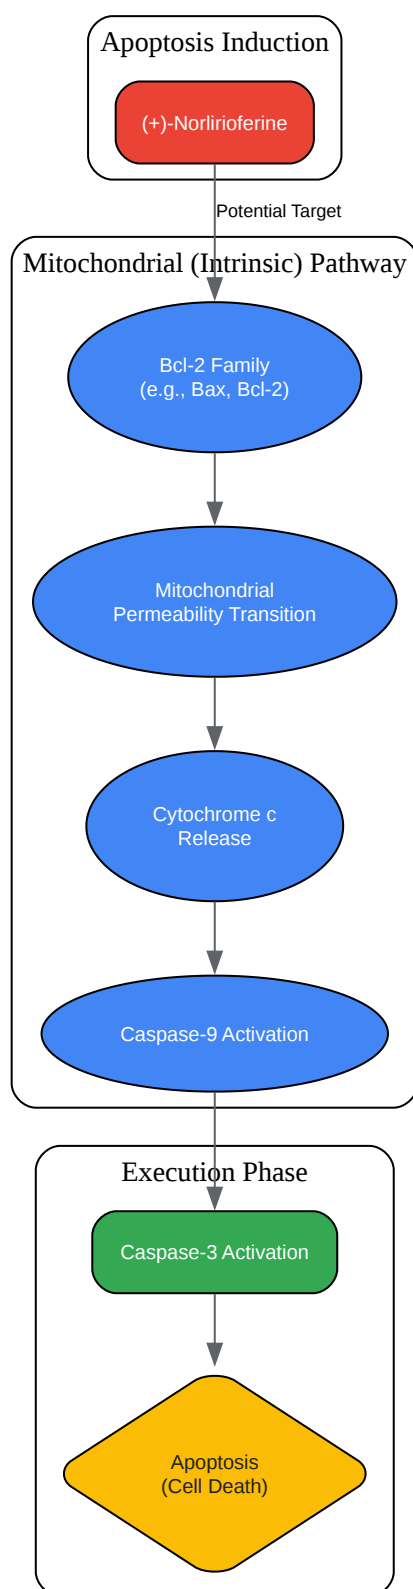 Apoptosis Induction
(+)-Norlirioferine
Potential Target
Mitochondrial (Intrinsic) Pathway
Bcl-2 Family
(e.g., Bax, Bcl-2)
Mitochondrial
Permeability Transition
Cytochrome c
Release
Caspase-9 Activation
Execution Phase
Caspase-3 Activation
Apoptosis
(Cell Death)